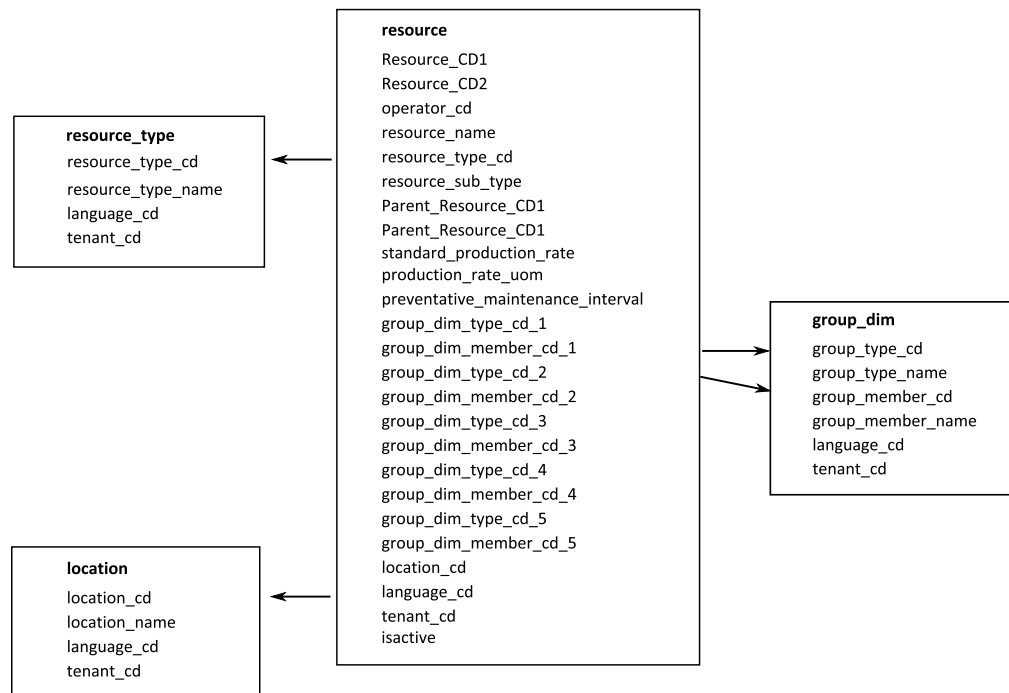 resource
Resource_CD1
Resource_CD2
operator_cd
resource_name
resource_type_cd
resource_sub_type
Parent_Resource_CD1
Parent_Resource_CD1
standard_production_rate
production_rate_uom
preventative_maintenance_interval
group_dim_type_cd_1
group_dim_member_cd_1
group_dim_type_cd_2
group_dim_member_cd_2
group_dim_type_cd_3
group_dim_member_cd_3
group_dim_type_cd_4
group_dim_member_cd_4
group_dim_type_cd_5
group_dim_member_cd_5
location_cd
language_cd
tenant_cd
isactive
resource_type
resource_type_cd
resource_type_name
language_cd
tenant_cd
group_dim
group_type_cd
group_type_name
group_member_cd
group_member_name
language_cd
tenant_cd
location
location_cd
location_name
language_cd
tenant_cd